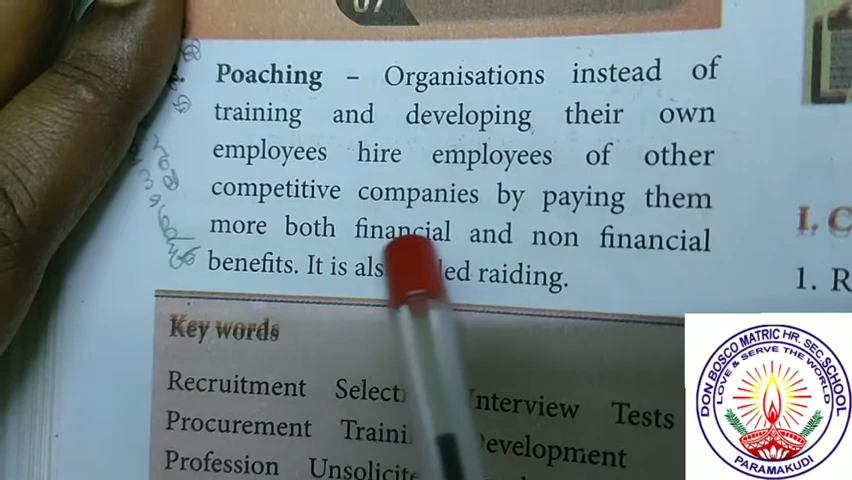 07
Poaching – Organisations instead of
training and developing their own
employees hire employees of other
competitive companies by paying them
more both financial and non financial
benefits. It is raiding.
Key words
Recruitment Interview Tests
Procurement Development
Profession
I. C
1. R
DON BOSCO MATRIC HR. SEC. SCHOOL
LOVE & SERVE THE WORLD
PARAMAKUDI